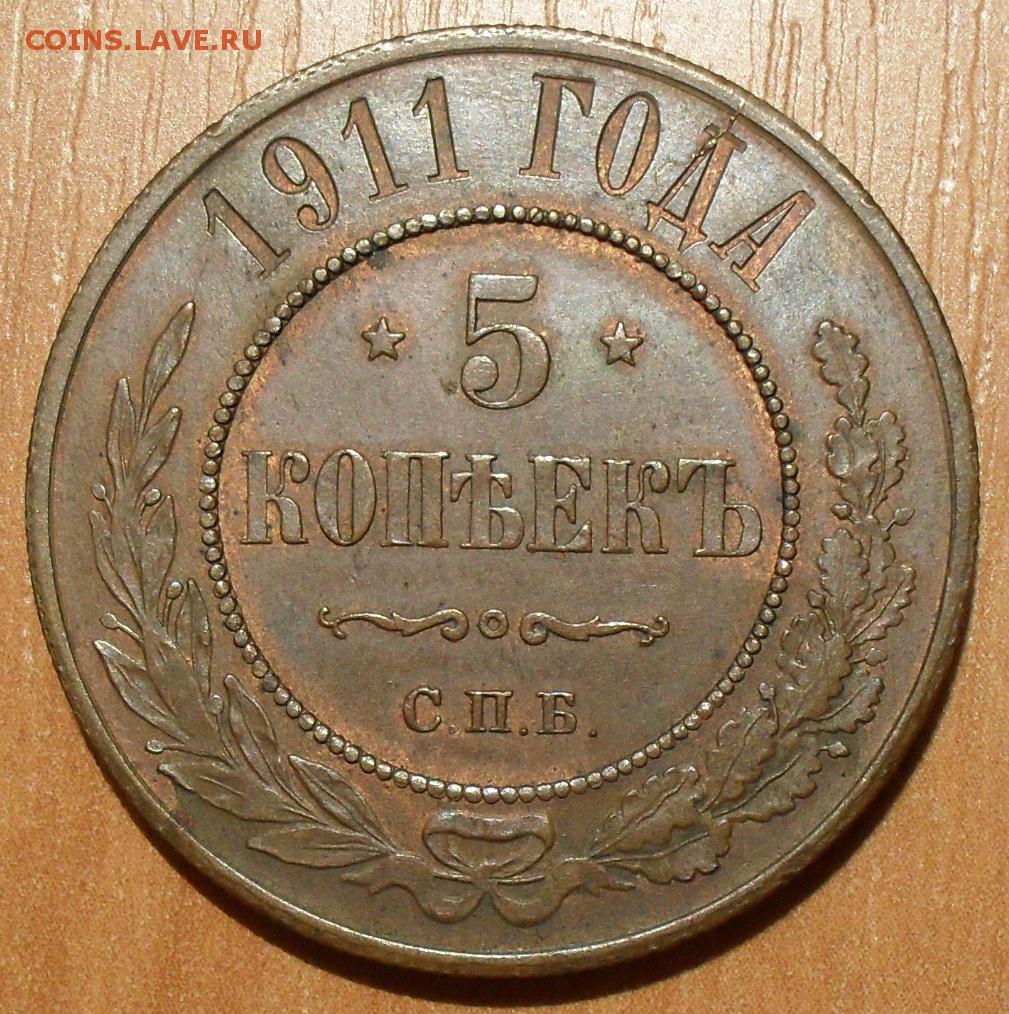 COINS.LAVE.RU
1911 ГОДА
5
КОПѢЕКЪ
С.П.Б.